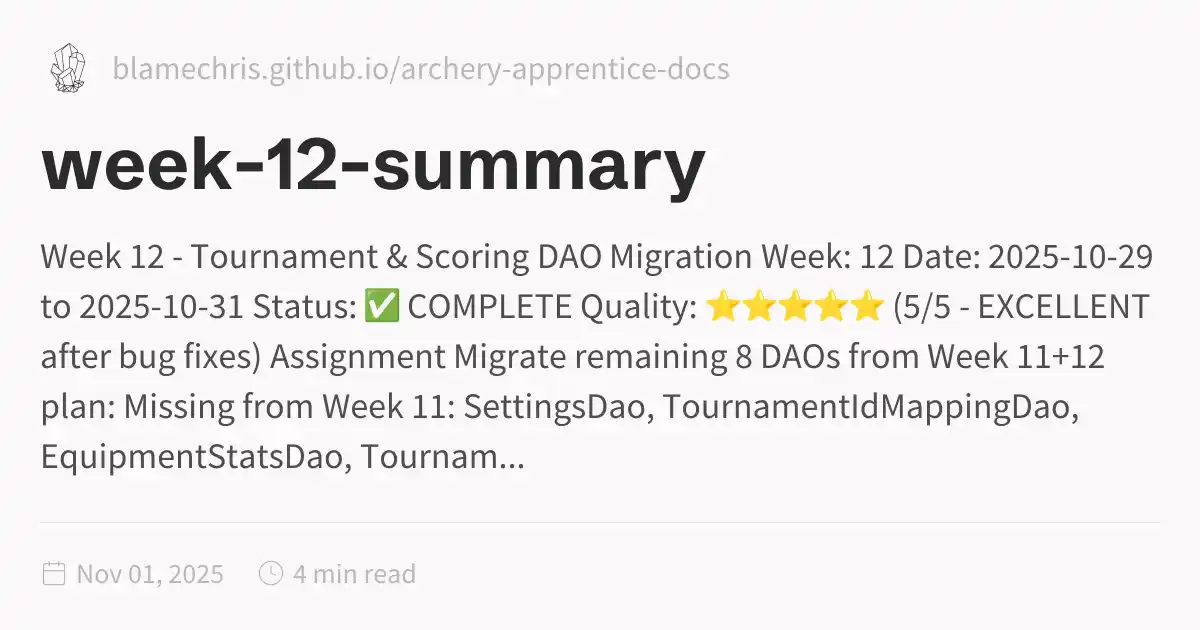 blamechris.github.io/archery-apprentice-docs
week-12-summary
Week 12 - Tournament & Scoring DAO Migration Week: 12 Date: 2025-10-29
to 2025-10-31 Status: ✅ COMPLETE Quality: ⭐⭐⭐⭐⭐ (5/5 - EXCELLENT
after bug fixes) Assignment Migrate remaining 8 DAOs from Week 11+12
plan: Missing from Week 11: SettingsDao, TournamentIdMappingDao,
EquipmentStatsDao, Tournam...
Nov 01, 2025 4 min read